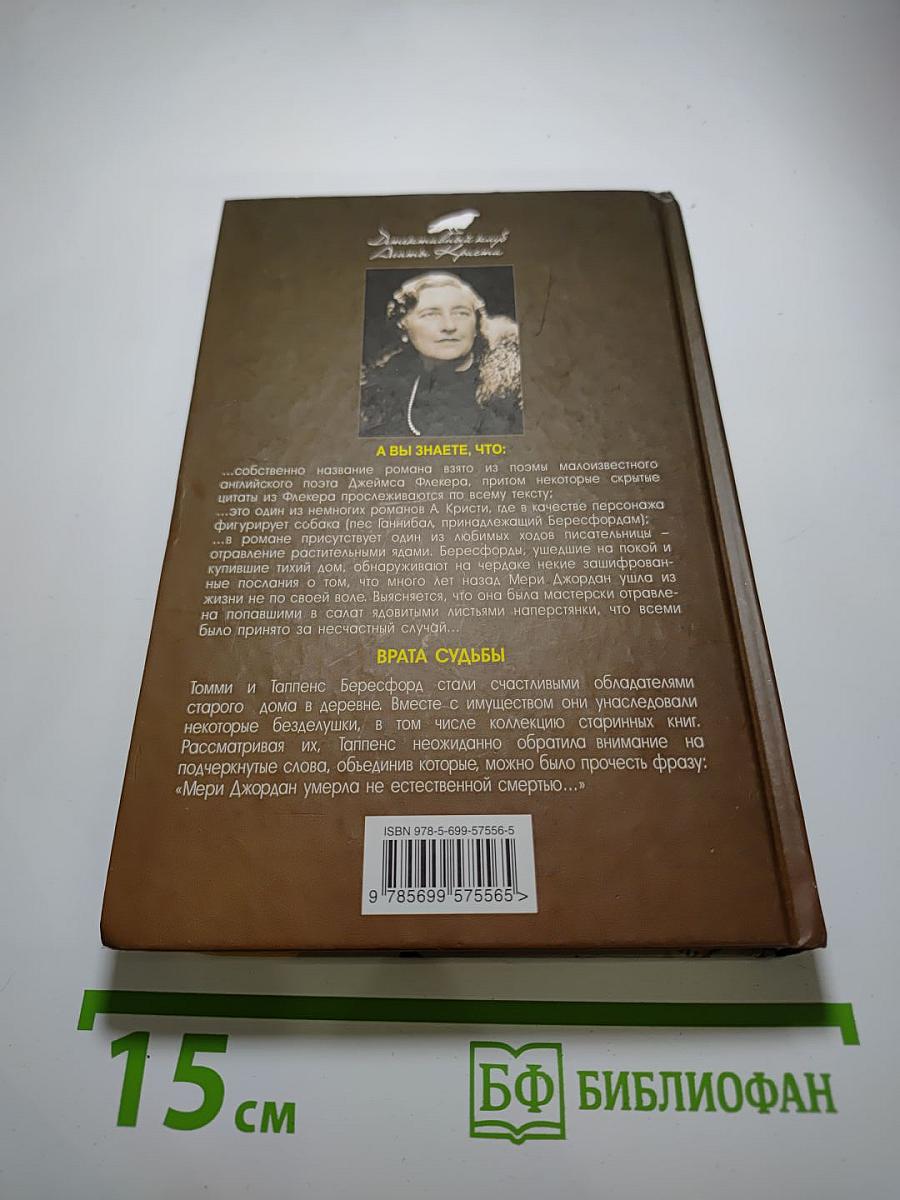 Детективный клуб
Агата Кристи
А ВЫ ЗНАЕТЕ, ЧТО:
...собственно название романа взято из поэмы малоизвестного
английского поэта Джеймса Флекера, притом некоторые скрытые
цитаты из Флекера прослеживаются по всему тексту;
...это один из немногих романов А. Кристи, где в качестве персонажа
фигурирует собака (пес Ганнибал, принадлежащий Бересфордам);
...в романе присутствует один из любимых ходов писательницы –
отравление растительными ядами. Бересфорды, ушедшие на покой и
купившие тихий дом, обнаруживают на чердаке некие зашифрован-
ные послания о том, что много лет назад Мери Джордан ушла из
жизни не по своей воле. Выясняется, что она была мастерски отравле-
на попавшими в салат ядовитыми листьями наперстянки, что всеми
было принято за несчастный случай...
ВРАТА СУДЬБЫ
Томми и Таппенс Бересфорд стали счастливыми обладателями
старого дома в деревне. Вместе с имуществом они унаследовали
некоторые безделушки, в том числе коллекцию старинных книг.
Рассматривая их, Таппенс неожиданно обратила внимание на
подчеркнутые слова, объединив которые, можно было прочесть фразу:
«Мери Джордан умерла не естественной смертью...»
ISBN 978-5-699-57556-5
9 785699 575565 >
15 см
БФ БИБЛИОФАН